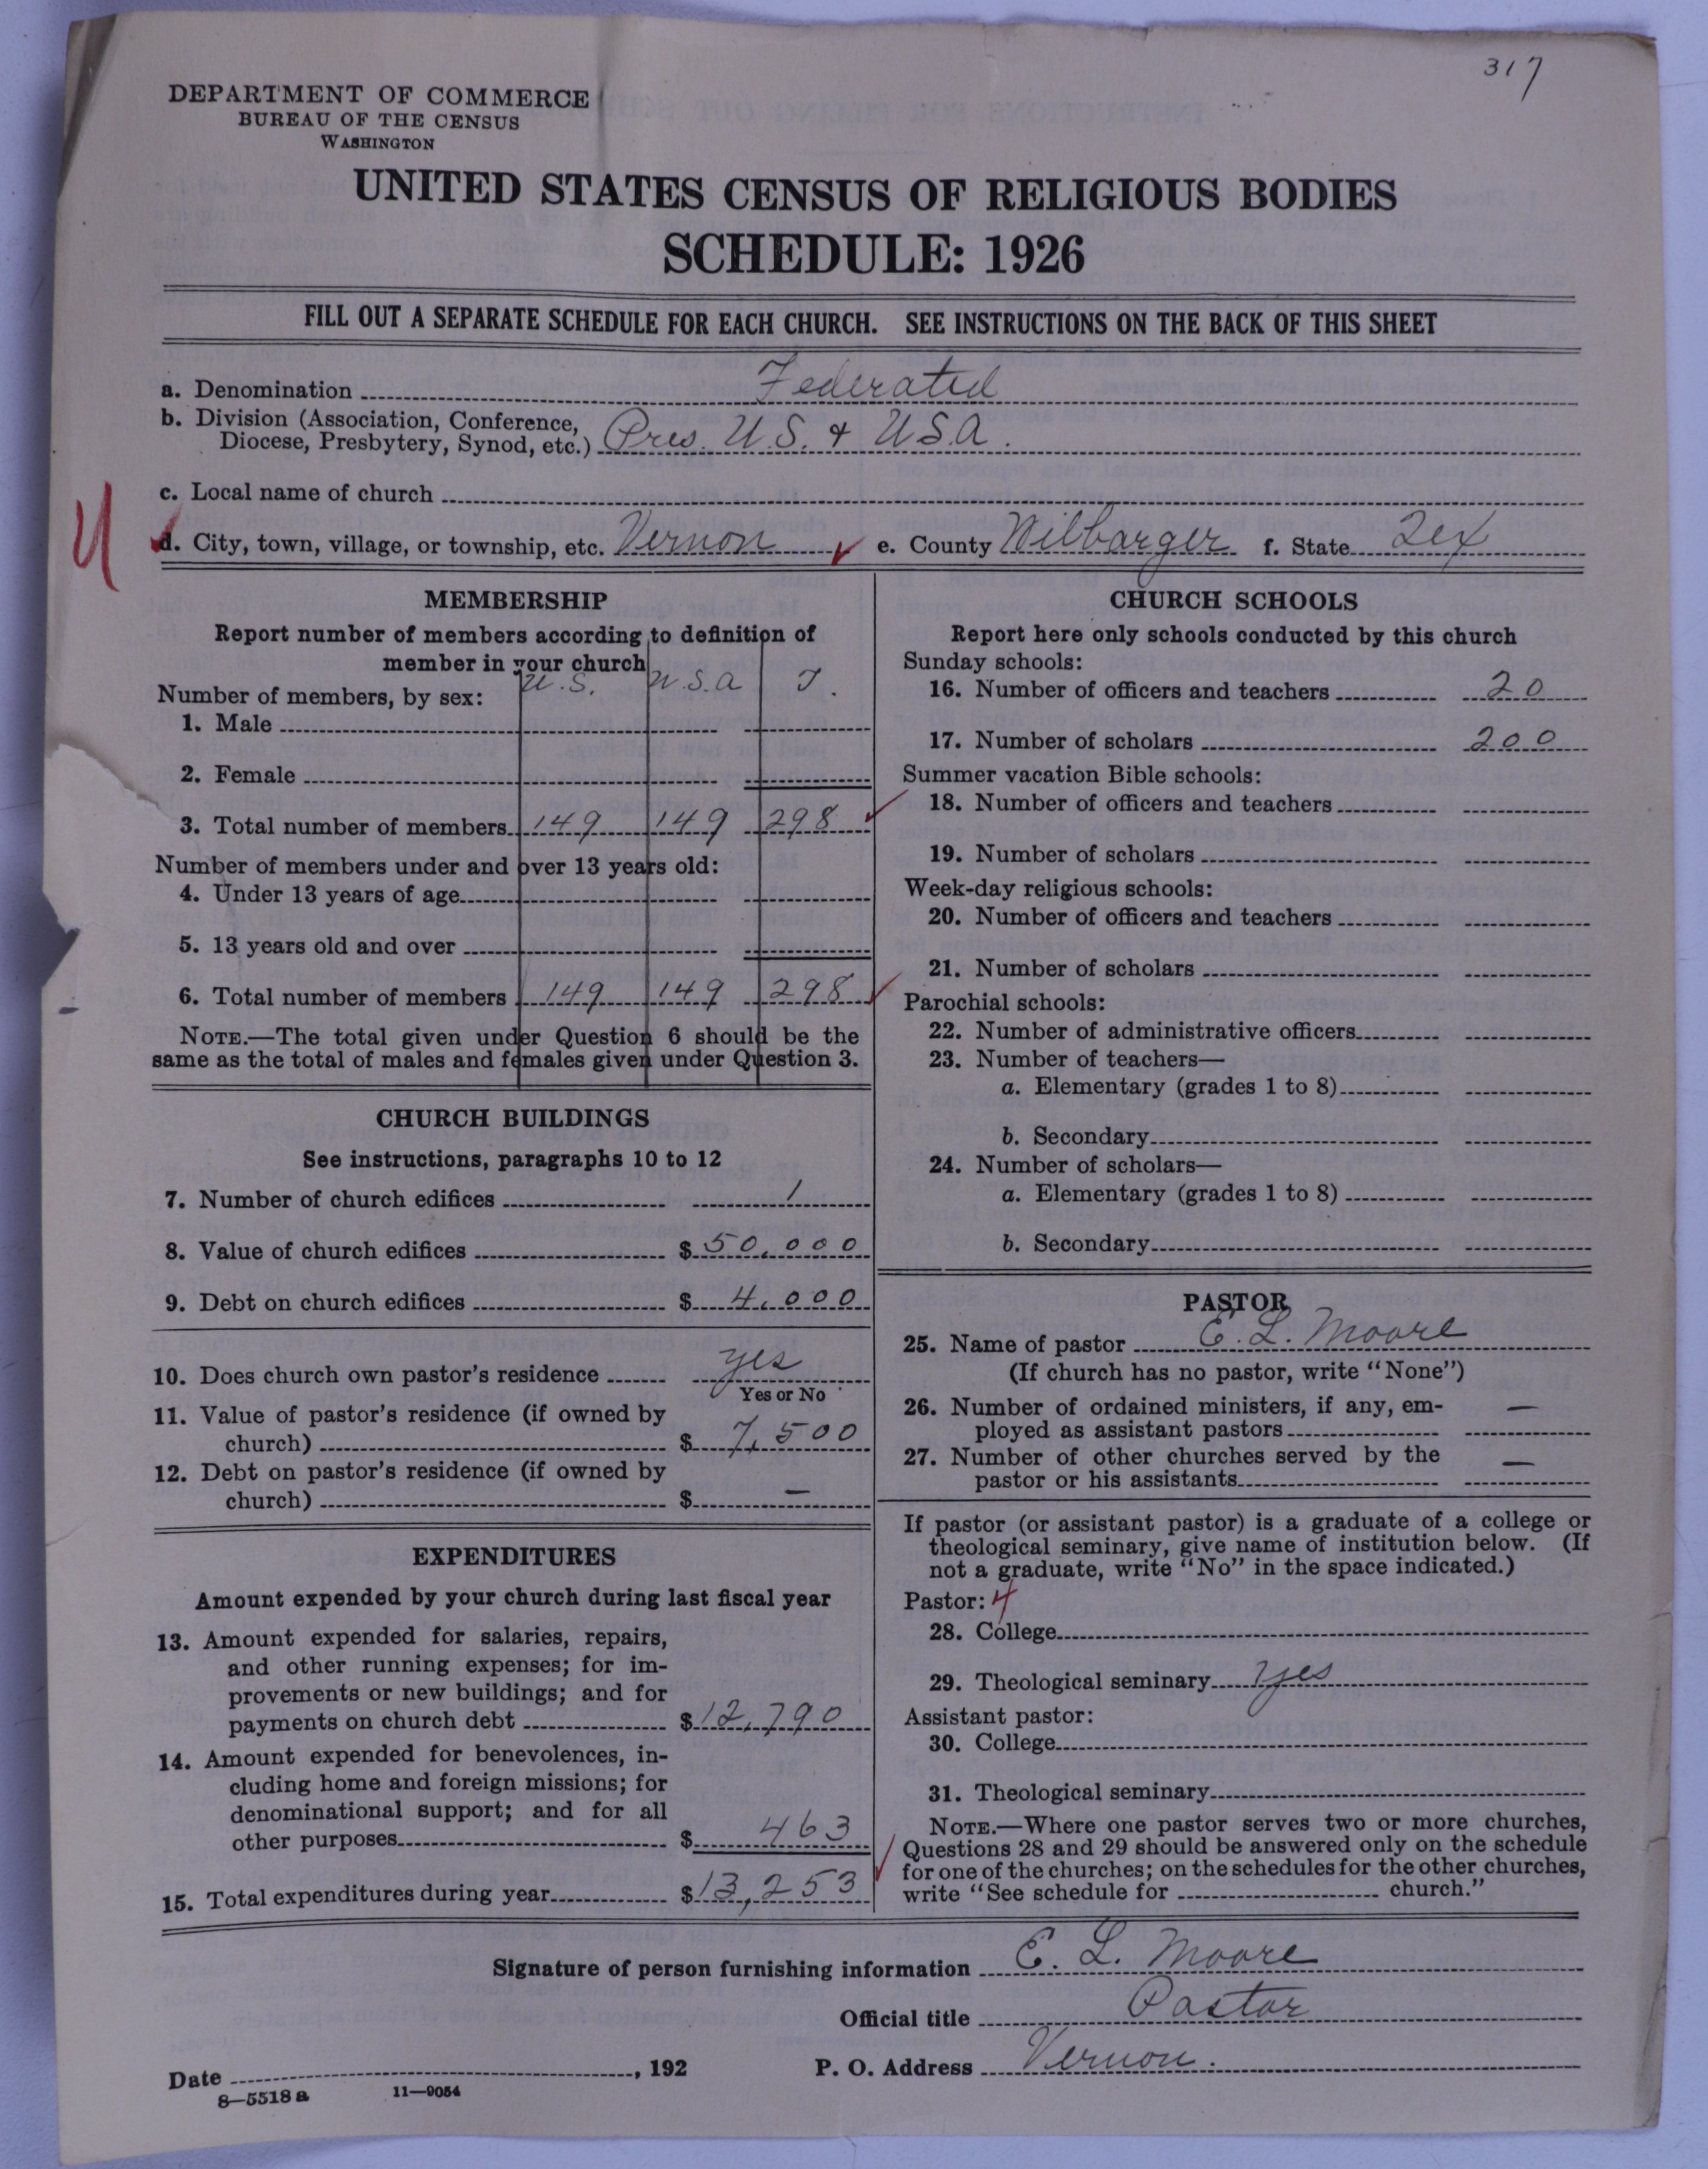 317
DEPARTMENT OF COMMERCE
BUREAU OF THE CENSUS
WASHINGTON
UNITED STATES CENSUS OF RELIGIOUS BODIES
SCHEDULE: 1926
FILL OUT A SEPARATE SCHEDULE FOR EACH CHURCH. SEE INSTRUCTIONS ON THE BACK OF THIS SHEET
a. Denomination Federated
b. Division (Association, Conference,
Diocese, Presbytery, Synod, etc.) Pres. U.S. & U.S.A.
c. Local name of church
d. City, town, village, or township, etc. Vernon e. County Wilbarger f. State Tex
MEMBERSHIP
Report number of members according to definition of
member in your church
U.S. U.S.A T.
Number of members, by sex:
1. Male
2. Female
3. Total number of members 149 149 298
Number of members under and over 13 years old:
4. Under 13 years of age
5. 13 years old and over
6. Total number of members 149 149 298
NOTE.—The total given under Question 6 should be the
same as the total of males and females given under Question 3.
CHURCH BUILDINGS
See instructions, paragraphs 10 to 12
7. Number of church edifices 1
8. Value of church edifices $ 50,000
9. Debt on church edifices $ 4,000
10. Does church own pastor's residence yes
Yes or No
11. Value of pastor's residence (if owned by
church) $ 7,500
12. Debt on pastor's residence (if owned by
church) $ —
EXPENDITURES
Amount expended by your church during last fiscal year
13. Amount expended for salaries, repairs,
and other running expenses; for im-
provements or new buildings; and for
payments on church debt $ 12,790
14. Amount expended for benevolences, in-
cluding home and foreign missions; for
denominational support; and for all
other purposes $ 463
15. Total expenditures during year $ 13,253
CHURCH SCHOOLS
Report here only schools conducted by this church
Sunday schools:
16. Number of officers and teachers 20
17. Number of scholars 200
Summer vacation Bible schools:
18. Number of officers and teachers
19. Number of scholars
Week-day religious schools:
20. Number of officers and teachers
21. Number of scholars
Parochial schools:
22. Number of administrative officers
23. Number of teachers—
a. Elementary (grades 1 to 8)
b. Secondary
24. Number of scholars—
a. Elementary (grades 1 to 8)
b. Secondary
PASTOR
25. Name of pastor E. L. Moore
(If church has no pastor, write "None")
26. Number of ordained ministers, if any, em-
ployed as assistant pastors —
27. Number of other churches served by the
pastor or his assistants —
If pastor (or assistant pastor) is a graduate of a college or
theological seminary, give name of institution below. (If
not a graduate, write "No" in the space indicated.)
Pastor: 4
28. College
29. Theological seminary yes
Assistant pastor:
30. College
31. Theological seminary
NOTE.—Where one pastor serves two or more churches,
Questions 28 and 29 should be answered only on the schedule
for one of the churches; on the schedules for the other churches,
write "See schedule for church."
Signature of person furnishing information E. L. Moore
Official title Pastor
Date , 192 P. O. Address Vernon.
8—5518 a 11—9054